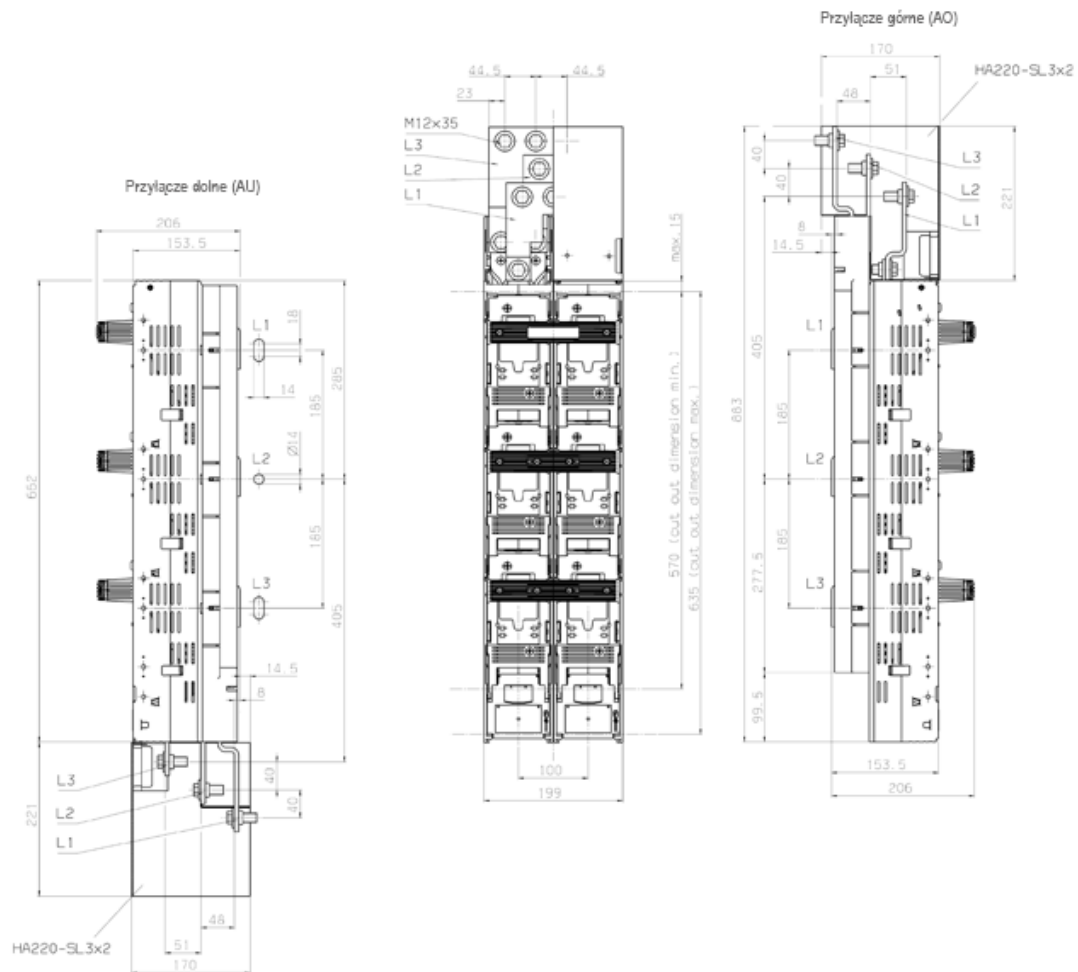 Przyłącze górne (AO)
170
51
HA220-SL3x2
48
44.5
44.5
23
M12x35
L3
L2
L1
40
40
L3
L2
L1
221
8
14.5
max.15
Przyłącze dolne (AU)
206
153.5
L1
18
14
285
185
Ø14
L2
185
L3
405
662
14.5
8
570 (cut out dimension min.)
635 (cut out dimension max.)
883
405
L1
185
L2
185
277.5
L3
99.5
153.5
206
100
199
L3
L2
L1
40
40
221
48
51
170
HA220-SL3x2